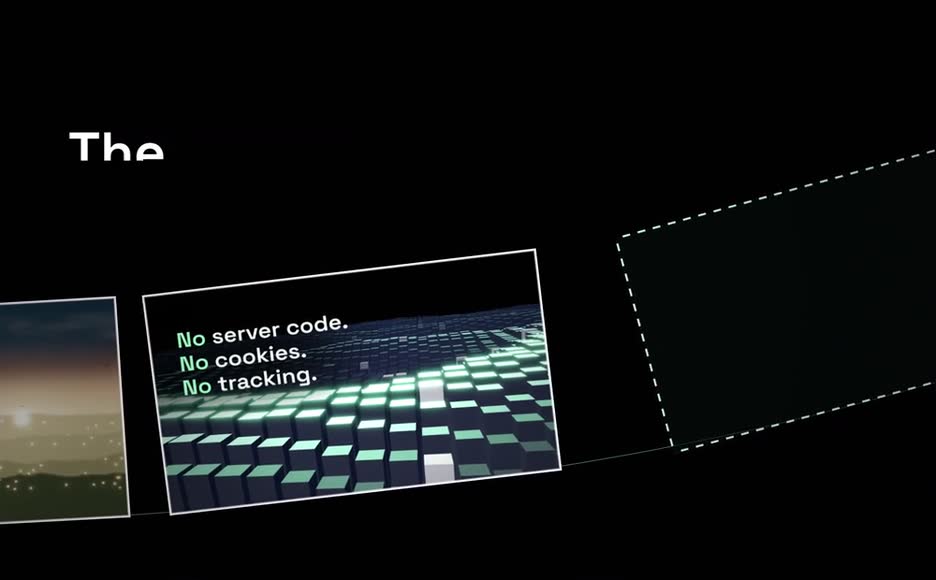 The
No server code.
No cookies.
No tracking.